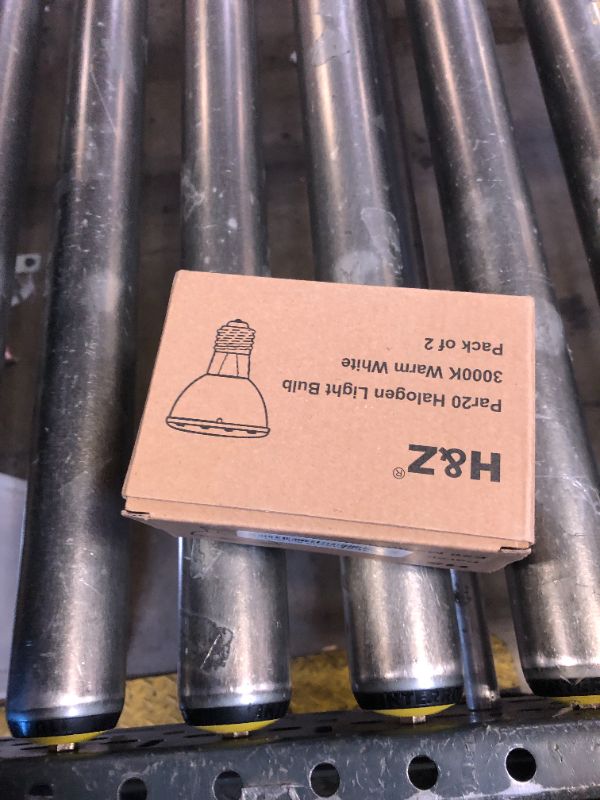 H&Z®
Par20 Halogen Light Bulb
3000K Warm White
Pack of 2